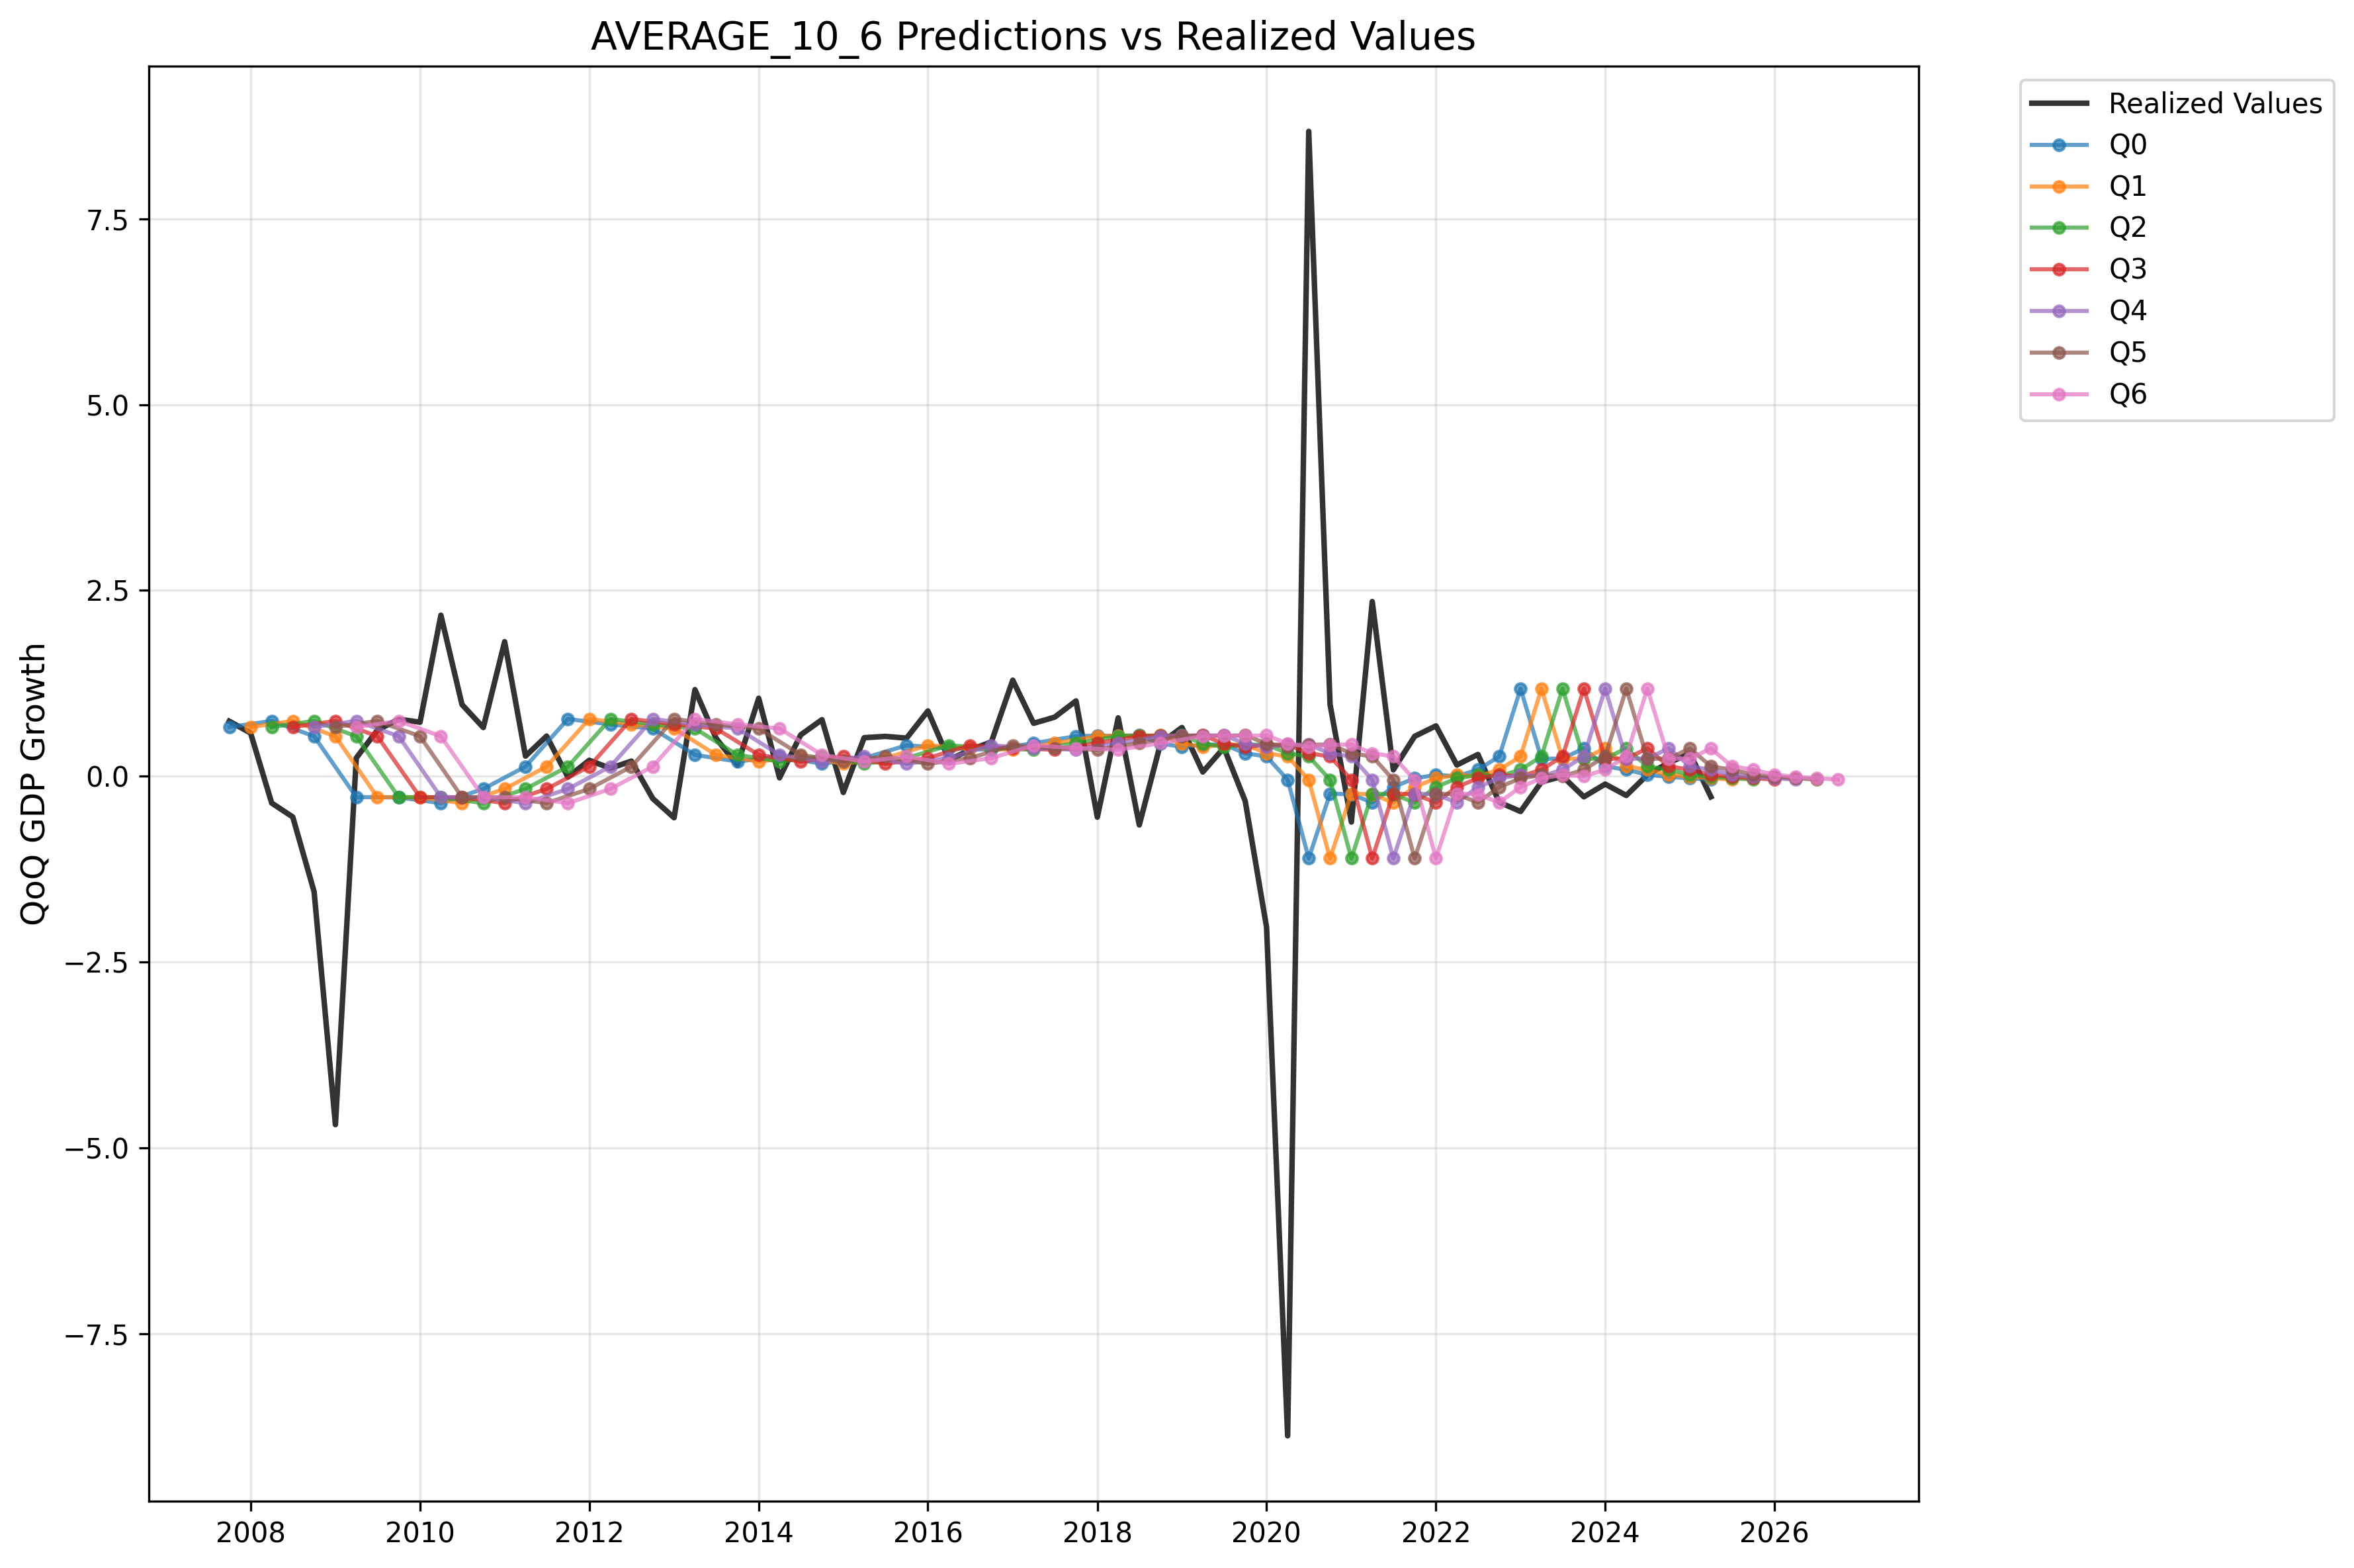 AVERAGE_10_6 Predictions vs Realized Values
QoQ GDP Growth
7.5
5.0
2.5
0.0
−2.5
−5.0
−7.5
2008
2010
2012
2014
2016
2018
2020
2022
2024
2026
Realized Values
Q0
Q1
Q2
Q3
Q4
Q5
Q6